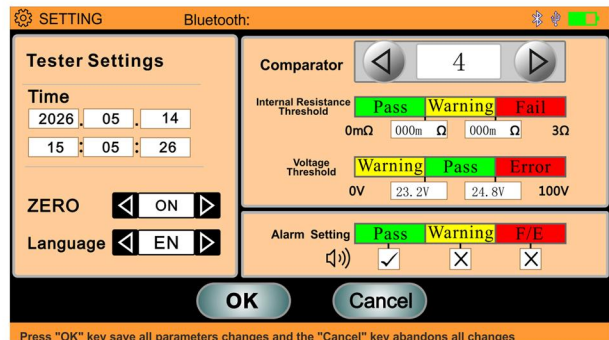 SETTING Bluetooth:
Tester Settings
Time
2026 . 05 . 14
15 : 05 : 26
ZERO ON
Language EN
Comparator 4
Internal Resistance Threshold
Pass Warning Fail
0mΩ 000m Ω 000m Ω 3Ω
Voltage Threshold
Warning Pass Error
0V 23.2V 24.8V 100V
Alarm Setting Pass Warning F/E
OK Cancel
Press "OK" key save all parameters changes and the "Cancel" key abandons all changes